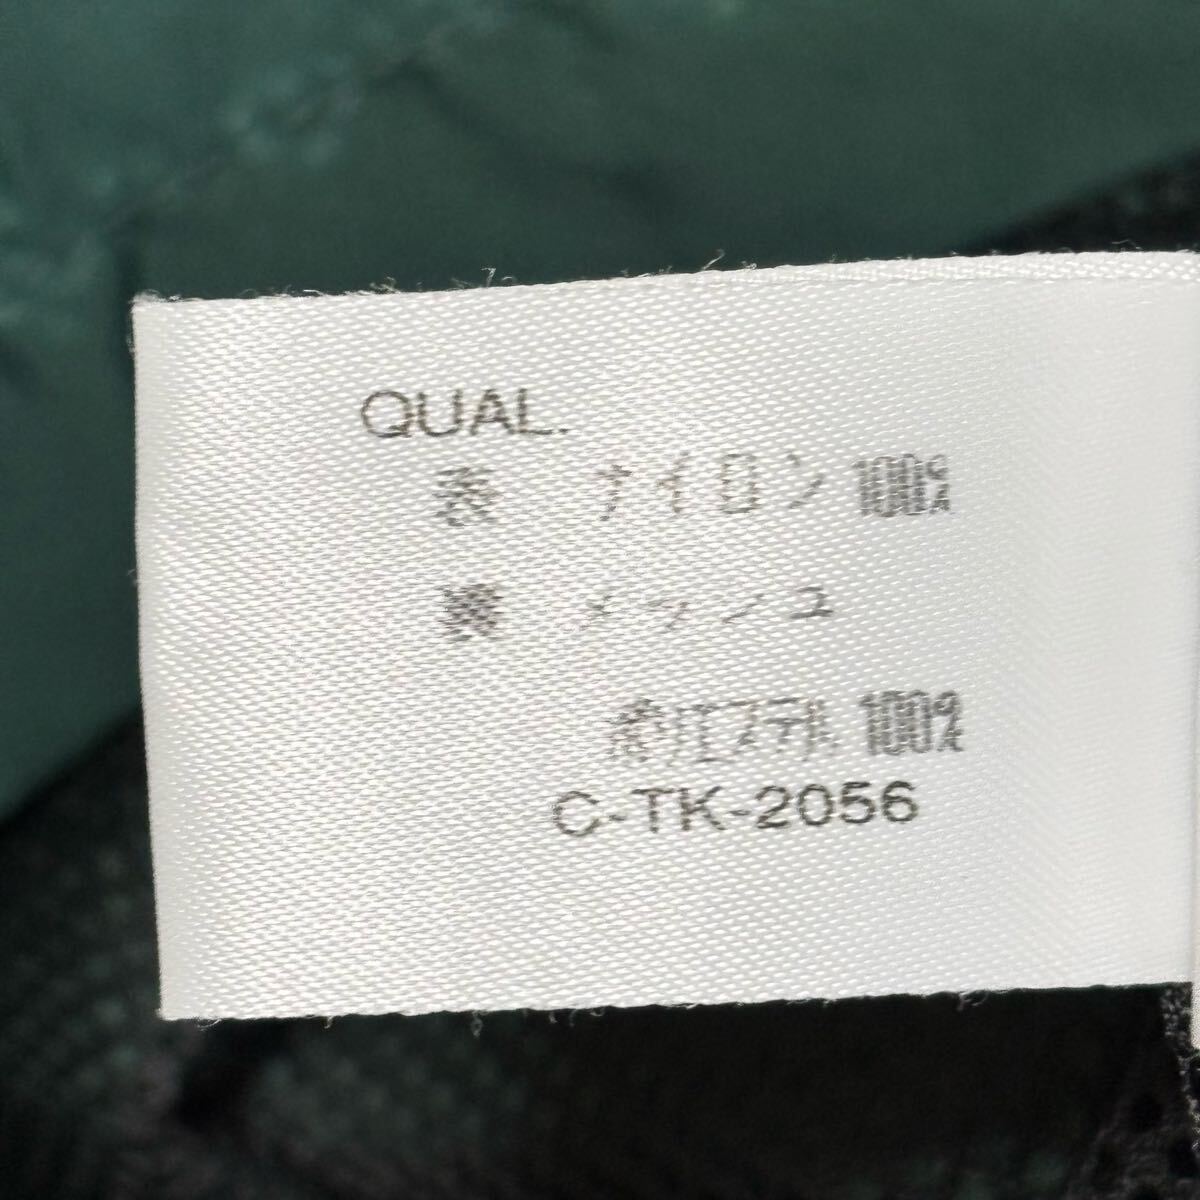 QUAL.
表 ナイロン 100%
裏 メッシュ
ポリエステル 100%
C-TK-2056